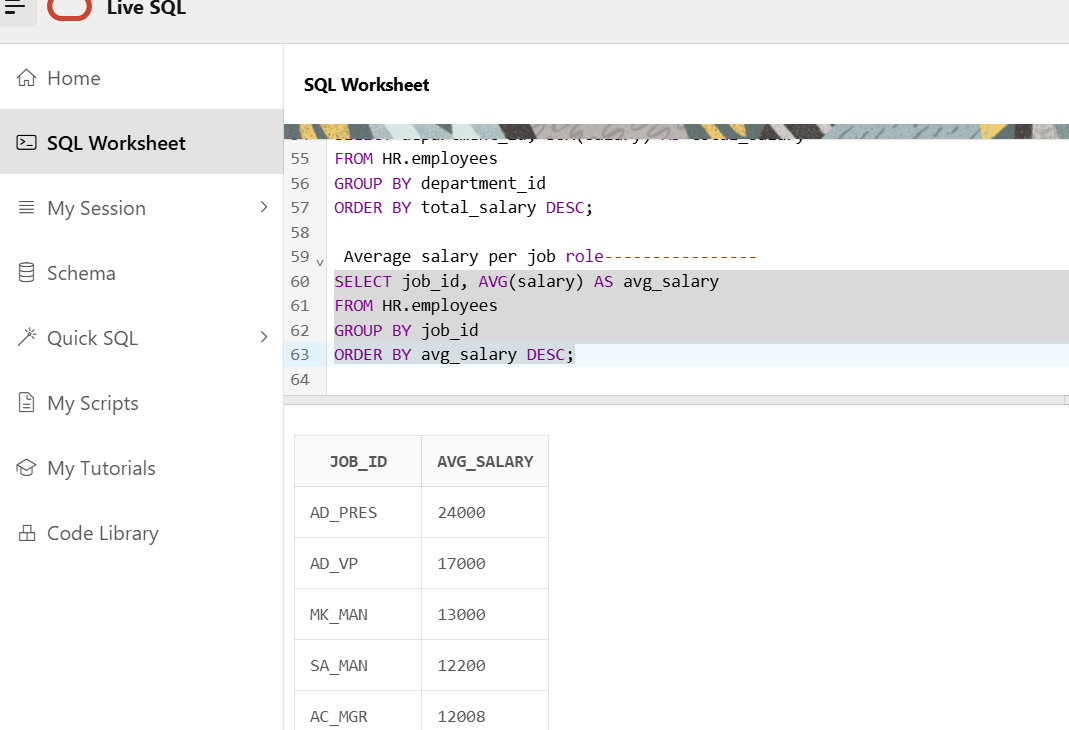 Live SQL
Home
SQL Worksheet
My Session
Schema
Quick SQL
My Scripts
My Tutorials
Code Library
SQL Worksheet
55 FROM HR.employees
56 GROUP BY department_id
57 ORDER BY total_salary DESC;
58
59 Average salary per job role----------------
60 SELECT job_id, AVG(salary) AS avg_salary
61 FROM HR.employees
62 GROUP BY job_id
63 ORDER BY avg_salary DESC;
64
JOB_ID AVG_SALARY
AD_PRES 24000
AD_VP 17000
MK_MAN 13000
SA_MAN 12200
AC_MGR 12008